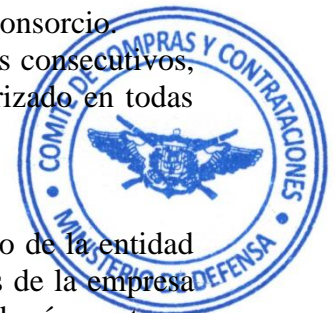 onsorcio.
s consecutivos,
rizado en todas
COMITÉ DE COMPRAS Y CONTRATACIONES
MINISTERIO DE DEFENSA
o de la entidad
s de la empresa